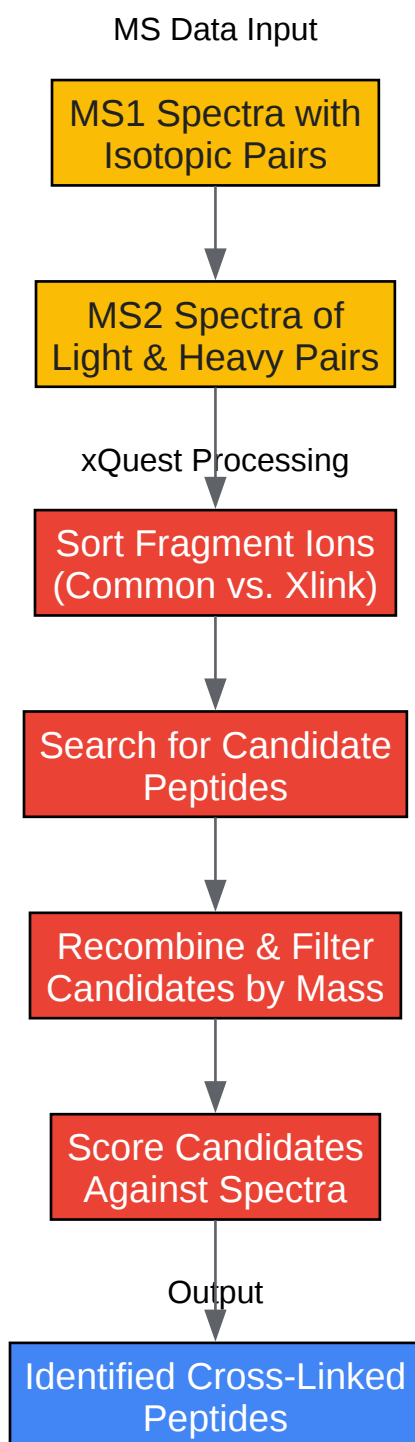 MS Data Input
MS1 Spectra with
Isotopic Pairs
MS2 Spectra of
Light & Heavy Pairs
xQuest Processing
Sort Fragment Ions
(Common vs. Xlink)
Search for Candidate
Peptides
Recombine & Filter
Candidates by Mass
Score Candidates
Against Spectra
Output
Identified Cross-Linked
Peptides